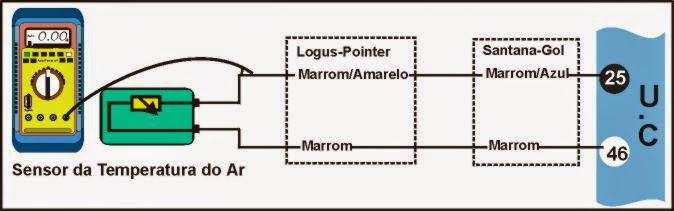 0.00
Logus-Pointer
Santana-Gol
Marrom/Amarelo
Marrom/Azul
25
U.C
Marrom
Marrom
46
Sensor da Temperatura do Ar